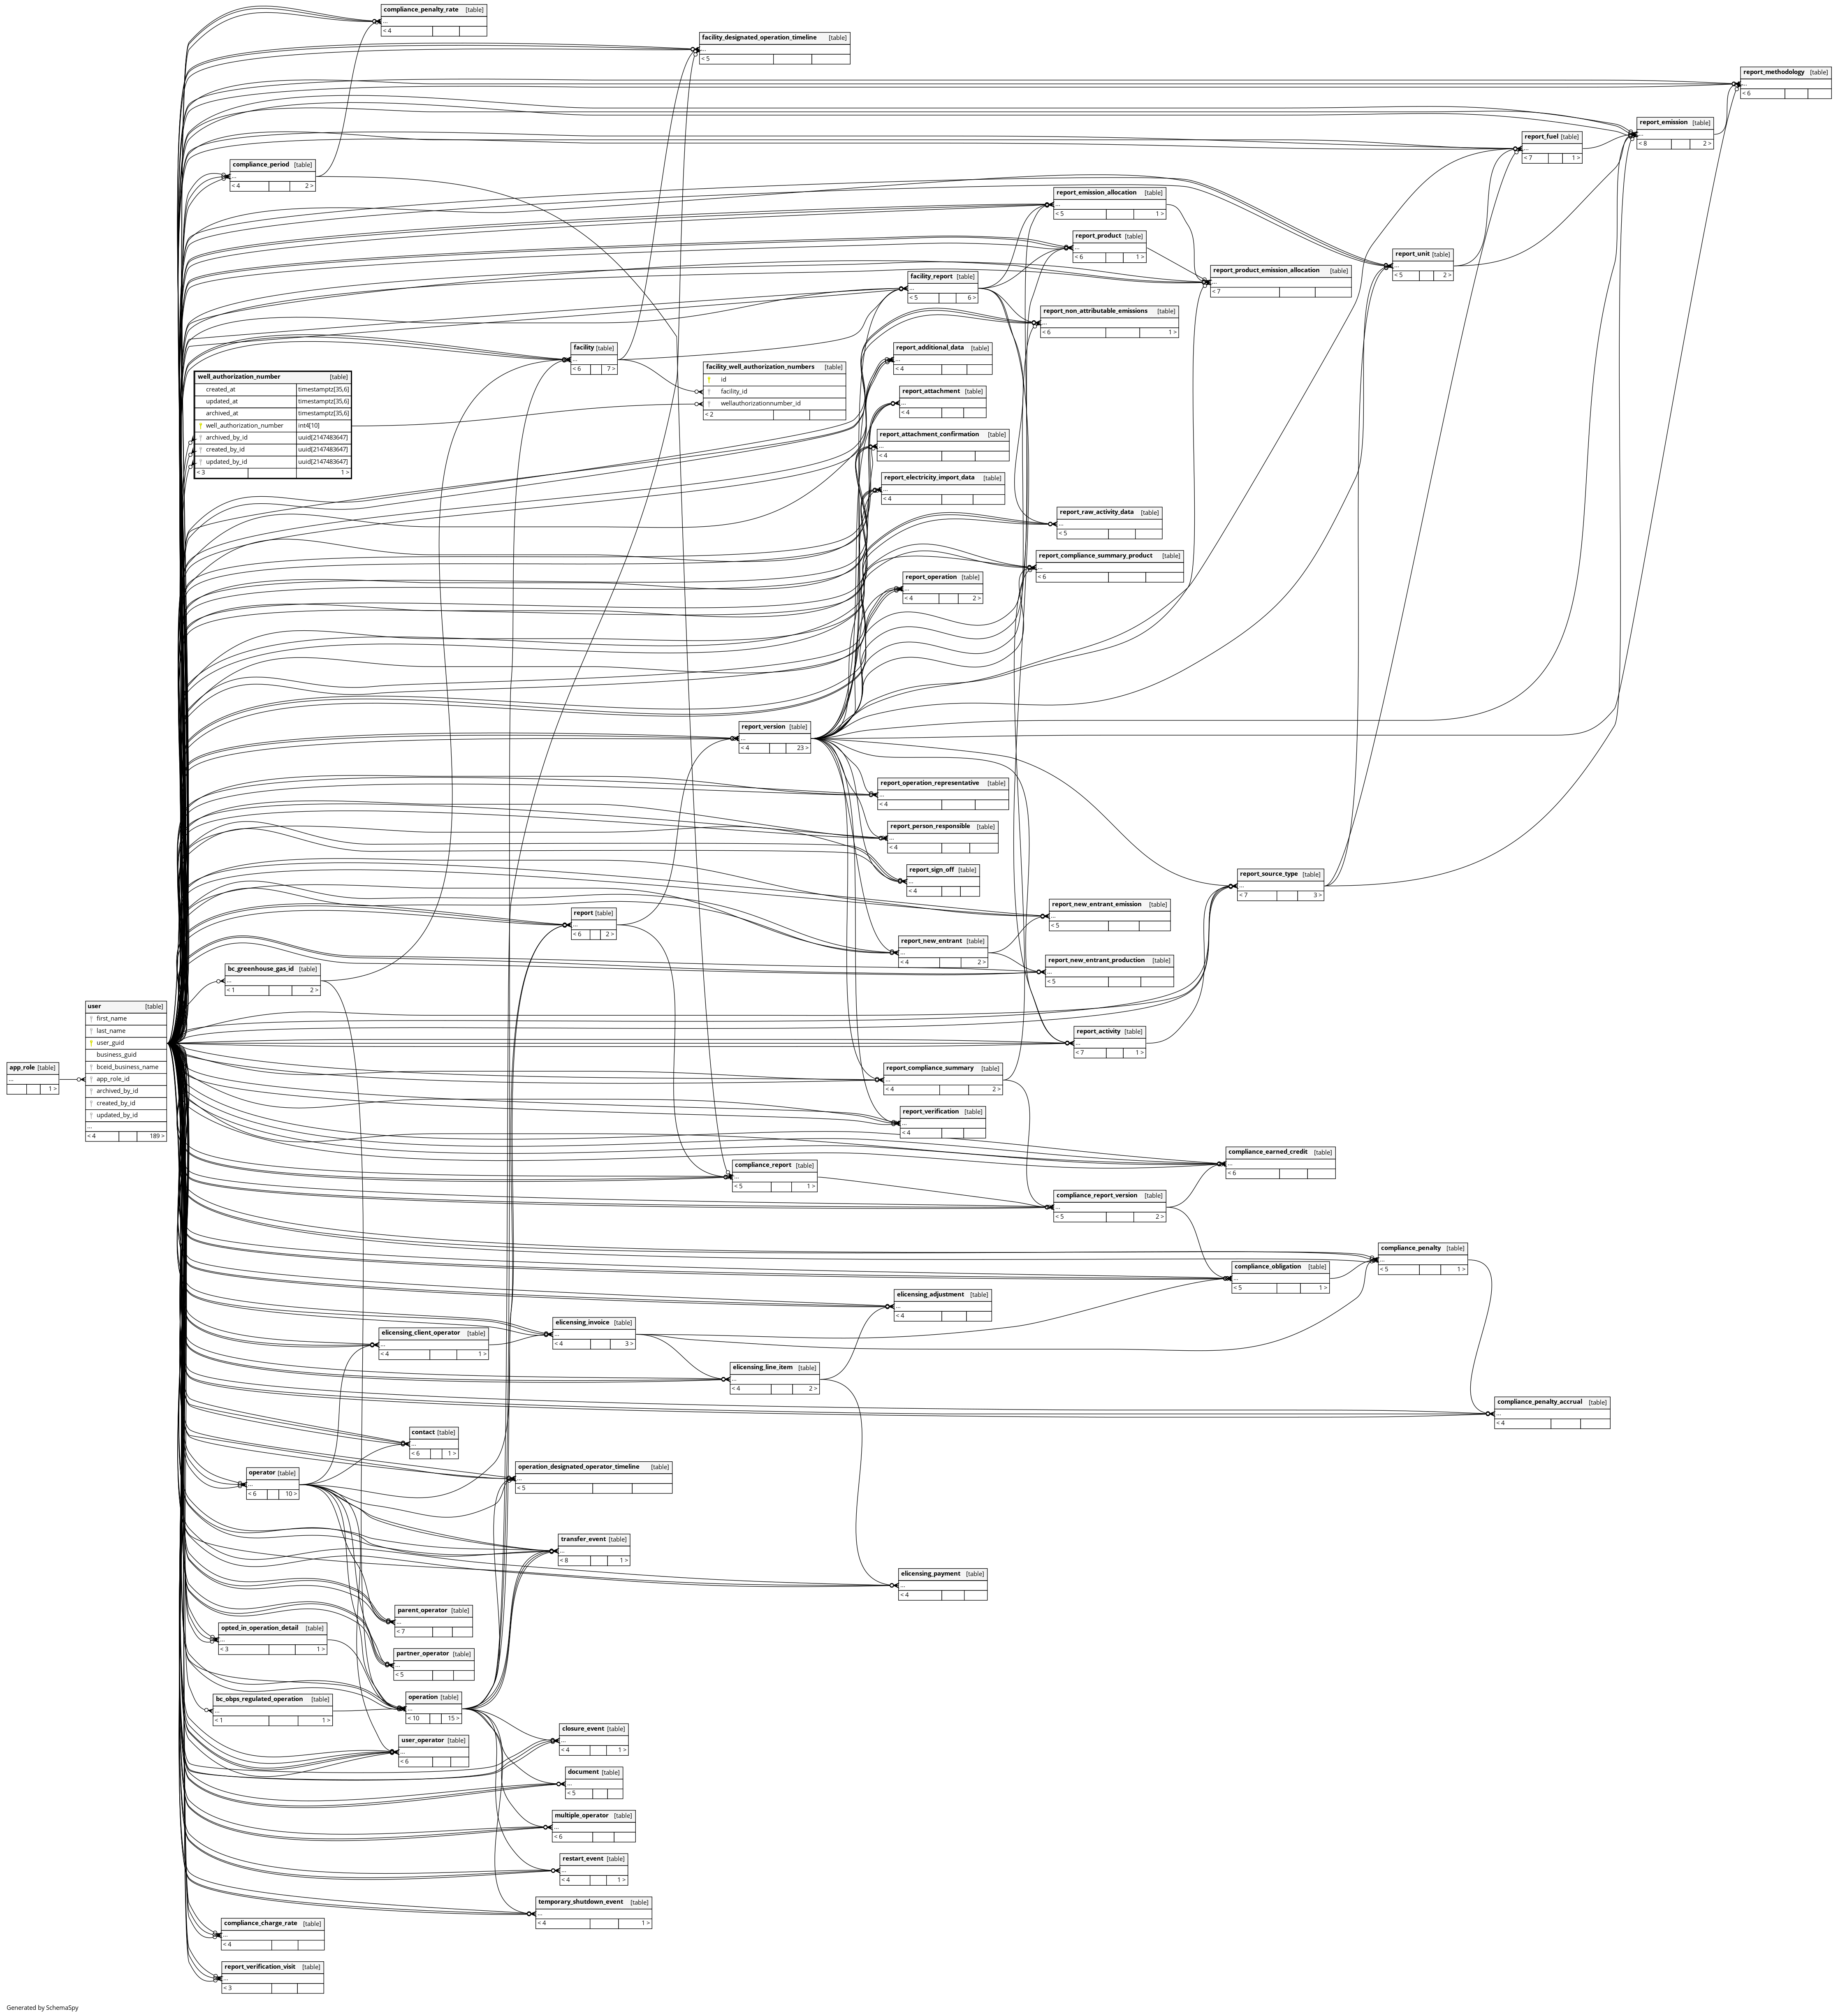 compliance_penalty_rate [table]
...
< 4
facility_designated_operation_timeline [table]
...
< 5
report_methodology [table]
...
< 6
report_emission [table]
...
< 8 2 >
report_fuel [table]
...
< 7 1 >
compliance_period [table]
...
< 4 2 >
report_emission_allocation [table]
...
< 5 1 >
report_product [table]
...
< 6 1 >
report_unit [table]
...
< 5 2 >
report_product_emission_allocation [table]
...
< 7
facility_report [table]
...
< 5 6 >
report_non_attributable_emissions [table]
...
< 6 1 >
facility [table]
...
< 6 7 >
report_additional_data [table]
...
< 4
facility_well_authorization_numbers [table]
id
facility_id
wellauthorizationnumber_id
< 2
well_authorization_number [table]
created_at timestamptz[35,6]
updated_at timestamptz[35,6]
archived_at timestamptz[35,6]
well_authorization_number int4[10]
archived_by_id uuid[2147483647]
created_by_id uuid[2147483647]
updated_by_id uuid[2147483647]
< 3 1 >
report_attachment [table]
...
< 4
report_attachment_confirmation [table]
...
< 4
report_electricity_import_data [table]
...
< 4
report_raw_activity_data [table]
...
< 5
report_compliance_summary_product [table]
...
< 6
report_operation [table]
...
< 4 2 >
report_version [table]
...
< 4 23 >
report_operation_representative [table]
...
< 4
report_person_responsible [table]
...
< 4
report_sign_off [table]
...
< 4
report_source_type [table]
...
< 7 3 >
report_new_entrant_emission [table]
...
< 5
report [table]
...
< 6 2 >
report_new_entrant [table]
...
< 4 2 >
report_new_entrant_production [table]
...
< 5
bc_greenhouse_gas_id [table]
...
< 1 2 >
user [table]
first_name
last_name
user_guid
business_guid
bceid_business_name
app_role_id
archived_by_id
created_by_id
updated_by_id
...
< 4 189 >
report_activity [table]
...
< 7 1 >
app_role [table]
...
1 >
report_compliance_summary [table]
...
< 4 2 >
report_verification [table]
...
< 4
compliance_earned_credit [table]
...
< 6
compliance_report [table]
...
< 5 1 >
compliance_report_version [table]
...
< 5 2 >
compliance_penalty [table]
...
< 5 1 >
compliance_obligation [table]
...
< 5 1 >
elicensing_adjustment [table]
...
< 4
elicensing_invoice [table]
...
< 4 3 >
elicensing_client_operator [table]
...
< 4 1 >
elicensing_line_item [table]
...
< 4 2 >
compliance_penalty_accrual [table]
...
< 4
contact [table]
...
< 6 1 >
operation_designated_operator_timeline [table]
...
< 5
operator [table]
...
< 6 10 >
transfer_event [table]
...
< 8 1 >
elicensing_payment [table]
...
< 4
parent_operator [table]
...
< 7
opted_in_operation_detail [table]
...
< 3 1 >
partner_operator [table]
...
< 5
operation [table]
...
< 10 15 >
bc_obps_regulated_operation [table]
...
< 1 1 >
closure_event [table]
...
< 4 1 >
user_operator [table]
...
< 6
document [table]
...
< 5
multiple_operator [table]
...
< 6
restart_event [table]
...
< 4 1 >
temporary_shutdown_event [table]
...
< 4 1 >
compliance_charge_rate [table]
...
< 4
report_verification_visit [table]
...
< 3
Generated by SchemaSpy